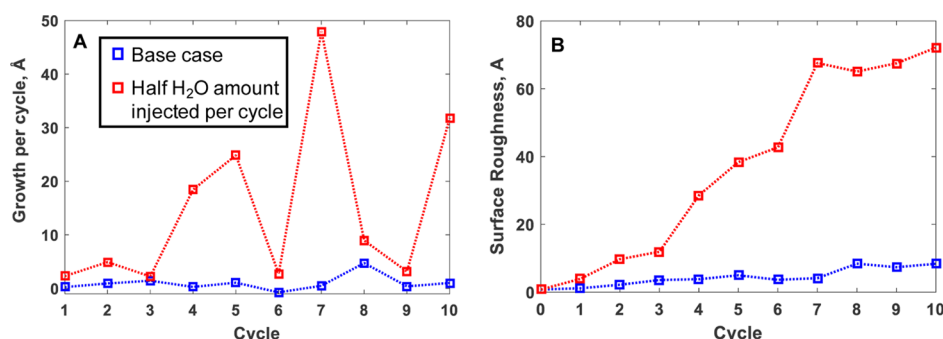 A
Base case
Half H₂O amount
injected per cycle
Growth per cycle, Å
50
40
30
20
10
0
1 2 3 4 5 6 7 8 9 10
Cycle
B
Surface Roughness, A
80
60
40
20
0
0 1 2 3 4 5 6 7 8 9 10
Cycle